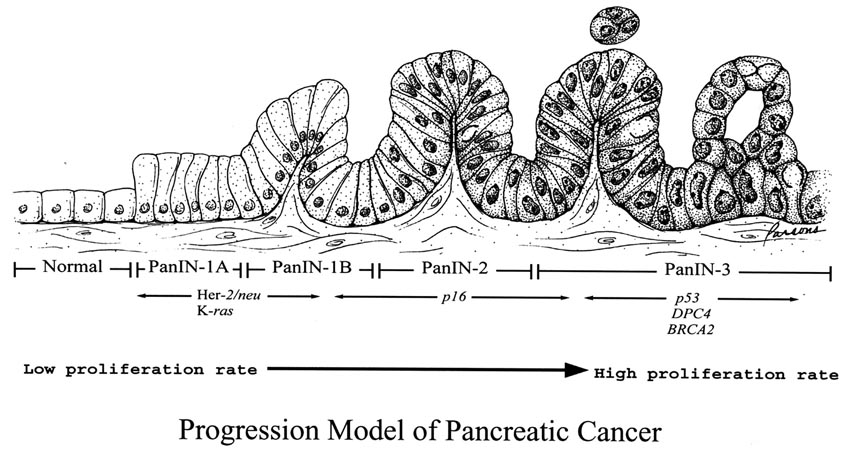 Parsons
Normal PanIN-1A PanIN-1B PanIN-2 PanIN-3
Her-2/neu p16 p53
K-ras DPC4
BRCA2
Low proliferation rate High proliferation rate
Progression Model of Pancreatic Cancer